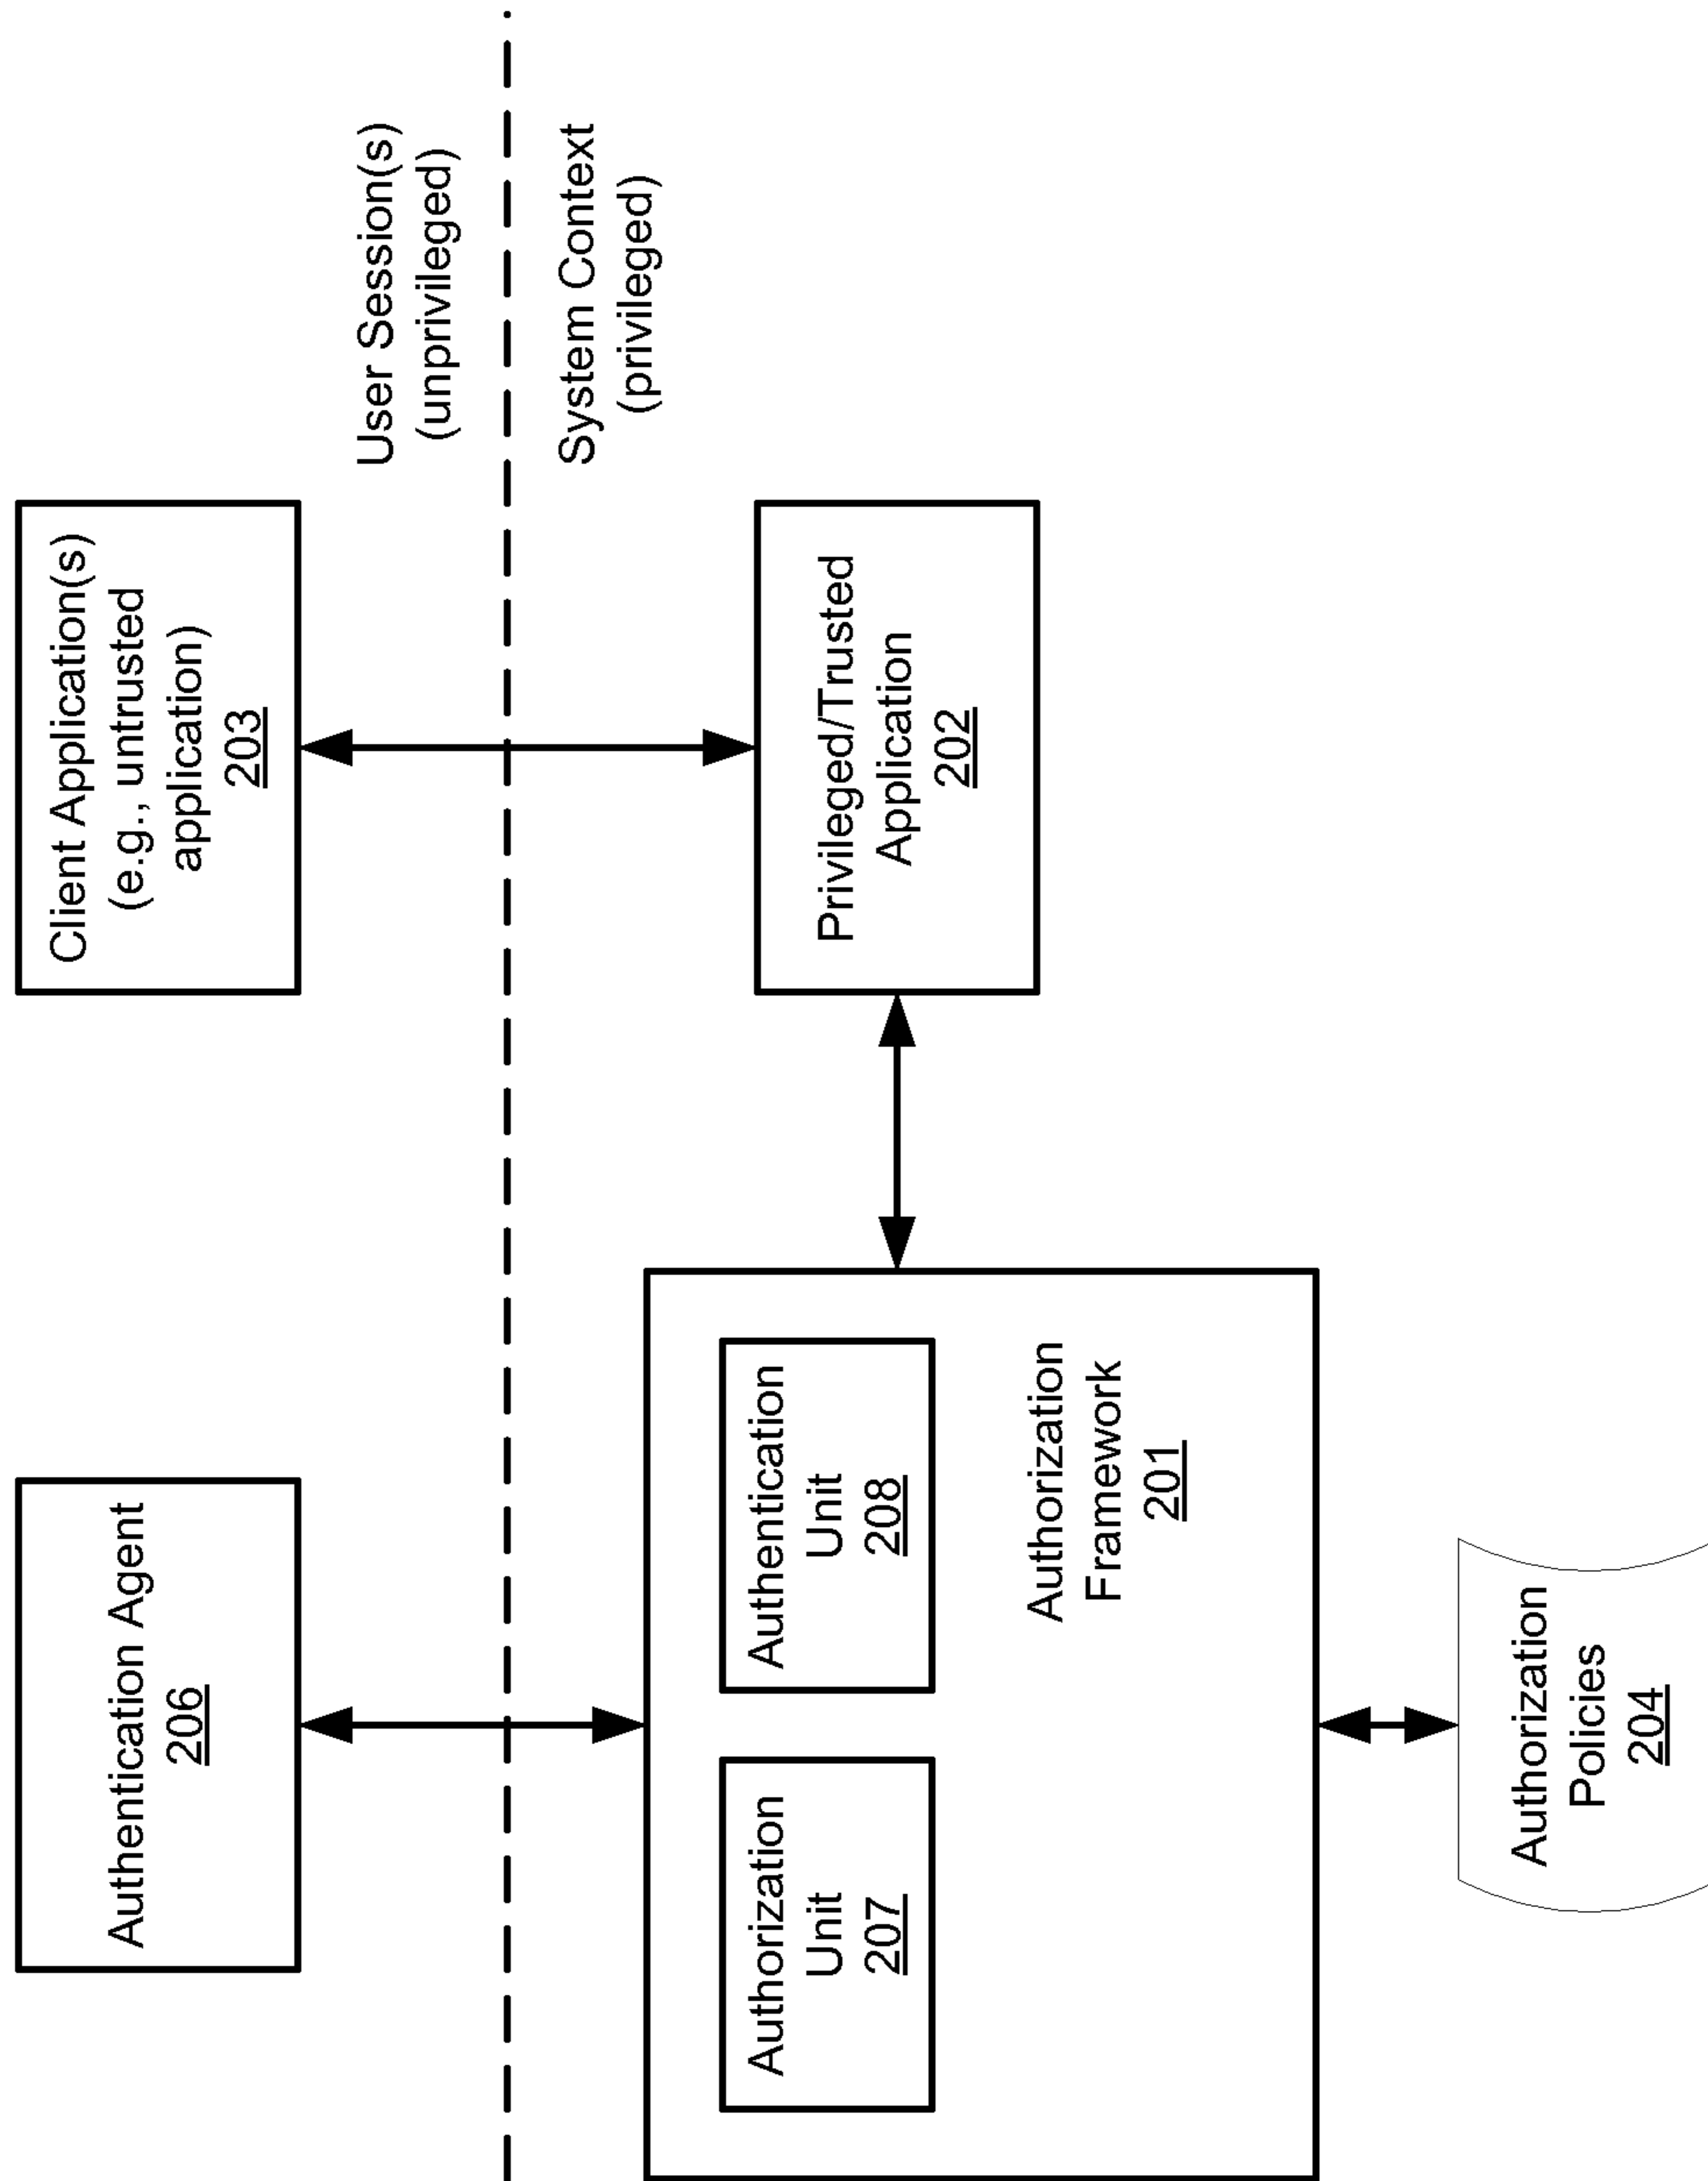 Authentication Agent
206
Client Application(s)
(e.g., untrusted
application)
203
User Session(s)
(unprivileged)
System Context
(privileged)
Authorization
Unit
207
Authentication
Unit
208
Authorization
Framework
201
Privileged/Trusted
Application
202
Authorization
Policies
204